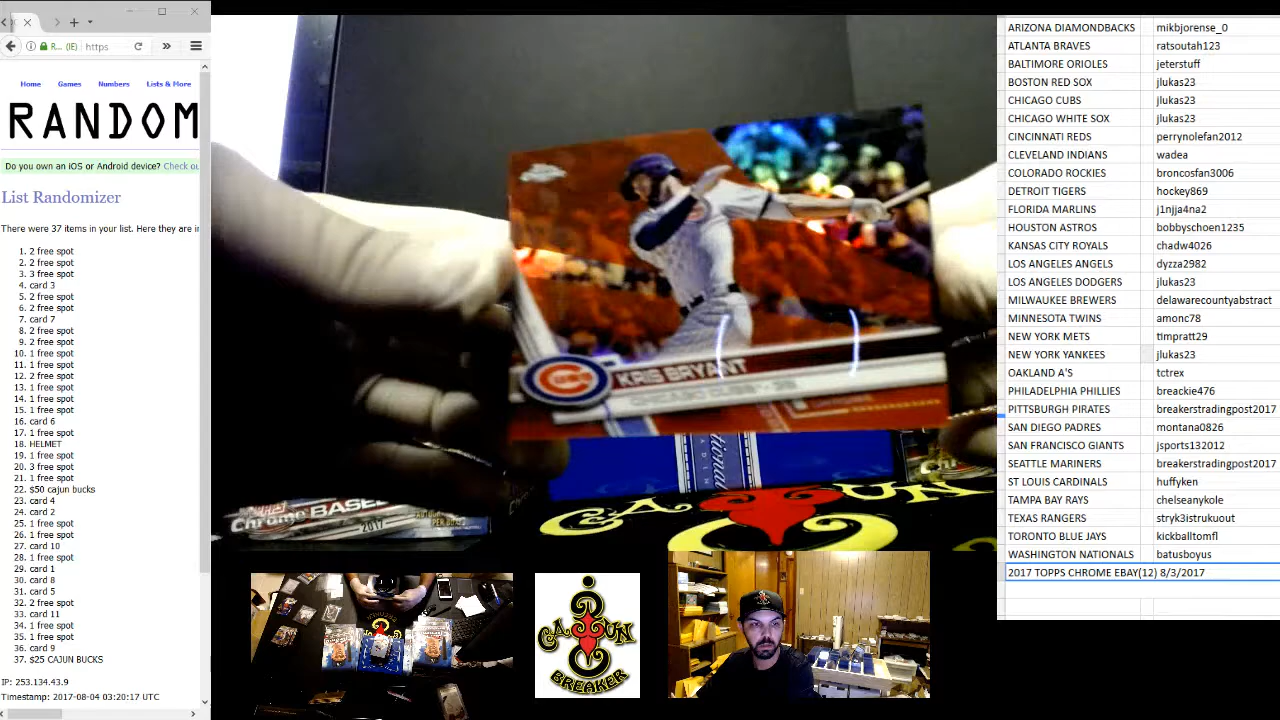 R... (IE)
https
Home Games Numbers Lists & More
RANDOM
Do you own an iOS or Android device? Check ou
List Randomizer
There were 37 items in your list. Here they are i
1. 2 free spot
2. 2 free spot
3. 3 free spot
4. card 3
5. 2 free spot
6. 2 free spot
7. card 7
8. 2 free spot
9. 2 free spot
10. 1 free spot
11. 1 free spot
12. 2 free spot
13. 1 free spot
14. 1 free spot
15. 1 free spot
16. card 6
17. 1 free spot
18. HELMET
19. 1 free spot
20. 3 free spot
22. $50 cajun bucks
23. card 4
24. card 2
25. 1 free spot
26. 1 free spot
27. card 10
28. 1 free spot
29. card 1
30. card 8
31. card 5
32. 2 free spot
33. card 11
34. 1 free spot
35. 1 free spot
36. card 9
37. $25 CAJUN BUCKS
IP: 253.134.43.9
Timestamp: 2017-08-04 03:20:17 UTC
KRIS BRYANT
CHICAGO CUBS
Chrome BASE
2017
CAJUN
CAJUN
BREAKER
ARIZONA DIAMONDBACKS mikbjorense_0
ATLANTA BRAVES ratsoutah123
BALTIMORE ORIOLES jeterstuff
BOSTON RED SOX jlukas23
CHICAGO CUBS jlukas23
CHICAGO WHITE SOX jlukas23
CINCINNATI REDS perrynolefan2012
CLEVELAND INDIANS wadea
COLORADO ROCKIES broncosfan3006
DETROIT TIGERS hockey869
FLORIDA MARLINS j1njja4na2
HOUSTON ASTROS bobbyschoen1235
KANSAS CITY ROYALS chadw4026
LOS ANGELES ANGELS dyzza2982
LOS ANGELES DODGERS jlukas23
MILWAUKEE BREWERS delawarecountyabstract
MINNESOTA TWINS amonc78
NEW YORK METS timpratt29
NEW YORK YANKEES jlukas23
OAKLAND A'S tctrex
PHILADELPHIA PHILLIES breackie476
PITTSBURGH PIRATES breakerstradingpost2017
SAN DIEGO PADRES montana0826
SAN FRANCISCO GIANTS jsports132012
SEATTLE MARINERS breakerstradingpost2017
ST LOUIS CARDINALS huffyken
TAMPA BAY RAYS chelseanykole
TEXAS RANGERS stryk3istrukuout
TORONTO BLUE JAYS kickballtomfl
WASHINGTON NATIONALS batusboyus
2017 TOPPS CHROME EBAY(12) 8/3/2017